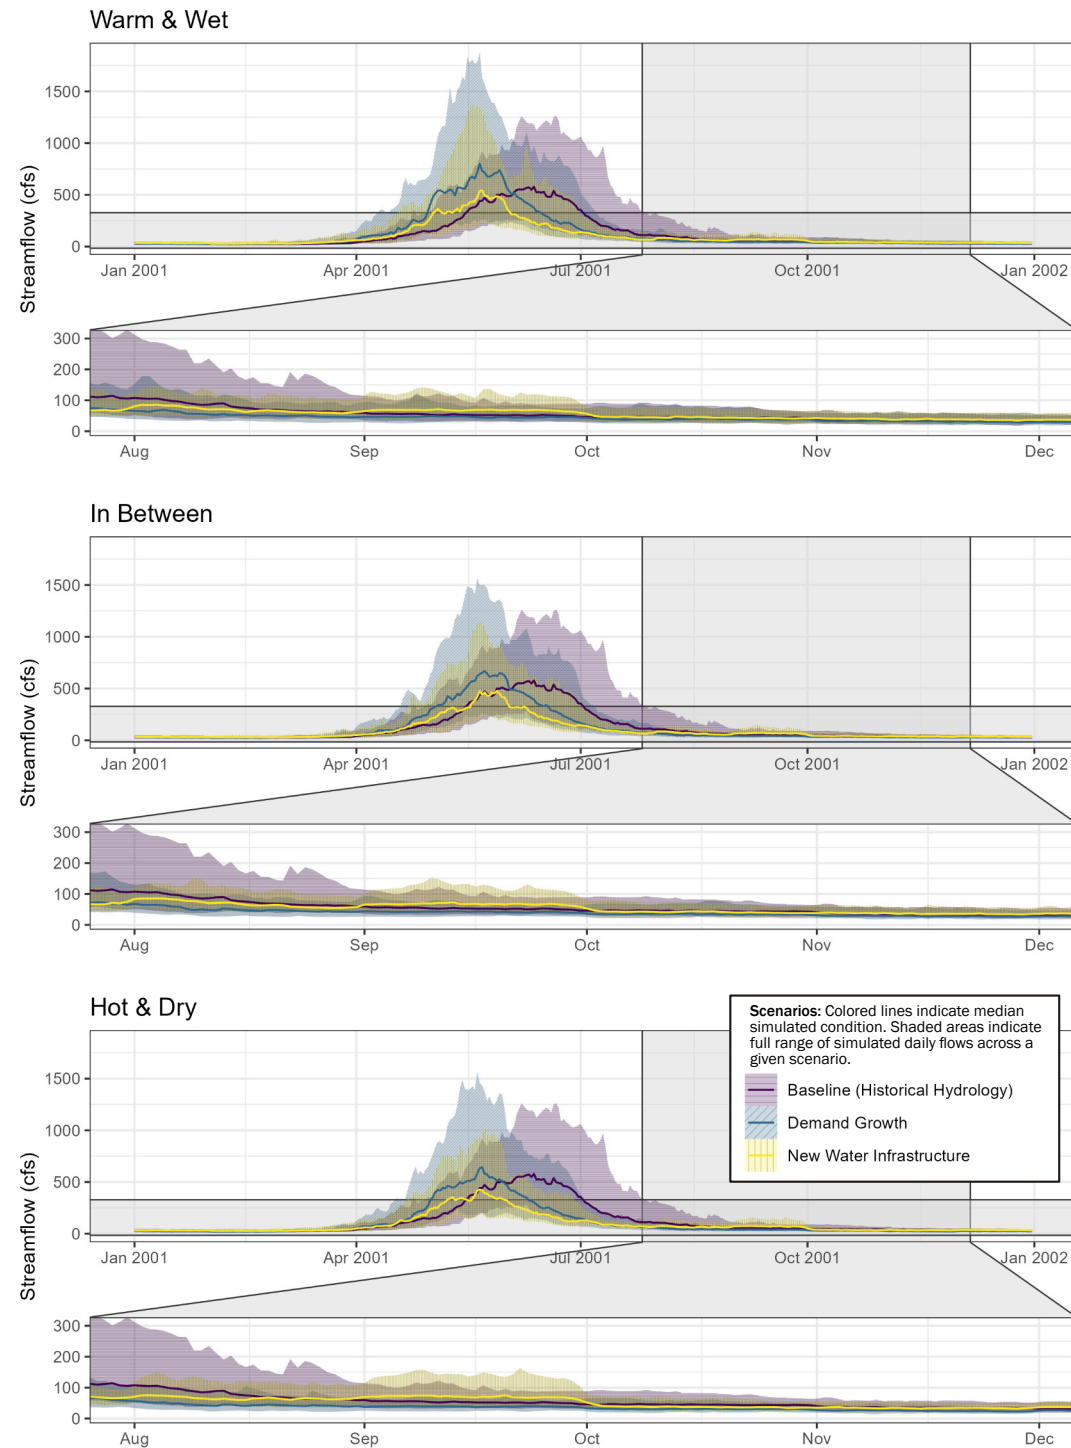 Warm & Wet
Streamflow (cfs)
1500
1000
500
0
Jan 2001 Apr 2001 Jul 2001 Oct 2001 Jan 2002
300
200
100
0
Aug Sep Oct Nov Dec
In Between
Streamflow (cfs)
1500
1000
500
0
Jan 2001 Apr 2001 Jul 2001 Oct 2001 Jan 2002
300
200
100
0
Aug Sep Oct Nov Dec
Hot & Dry
Scenarios: Colored lines indicate median
simulated condition. Shaded areas indicate
full range of simulated daily flows across a
given scenario.
Baseline (Historical Hydrology)
Demand Growth
New Water Infrastructure
Streamflow (cfs)
1500
1000
500
0
Jan 2001 Apr 2001 Jul 2001 Oct 2001 Jan 2002
300
200
100
0
Aug Sep Oct Nov Dec